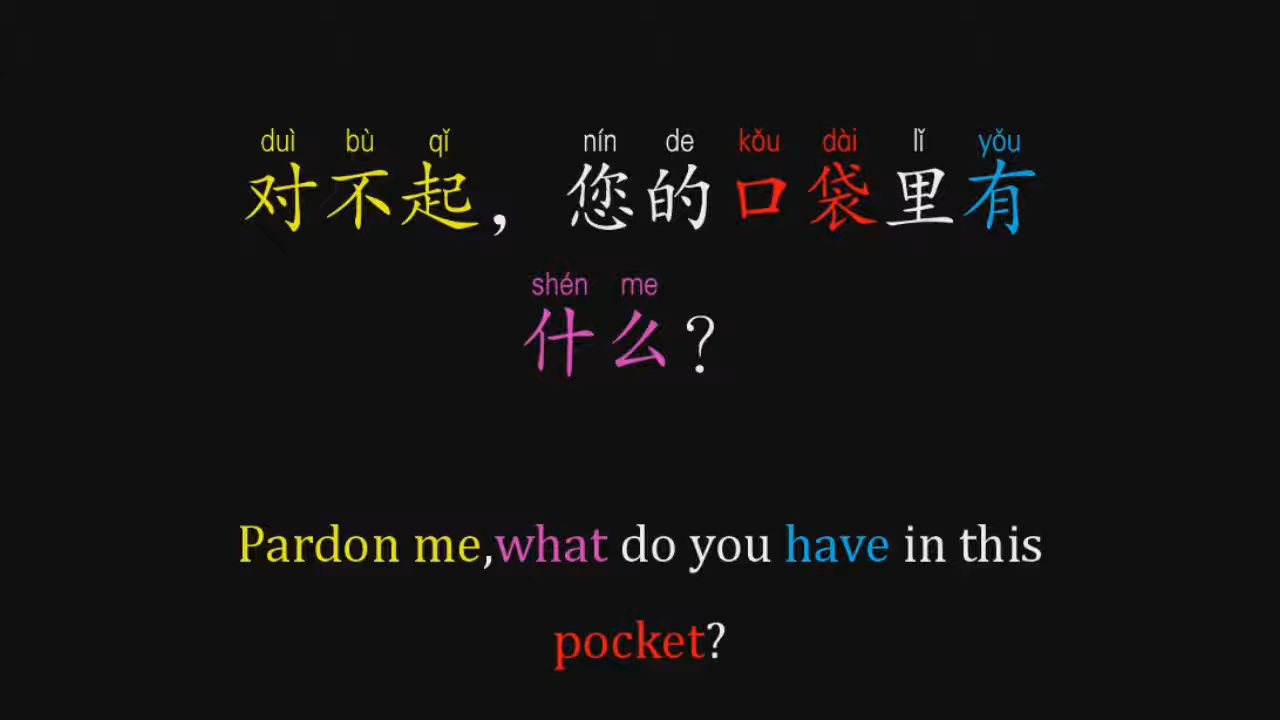 duì bù qǐ nín de kǒu dài lǐ yǒu
对不起，您的口袋里有
shén me
什么？
Pardon me,what do you have in this
pocket?